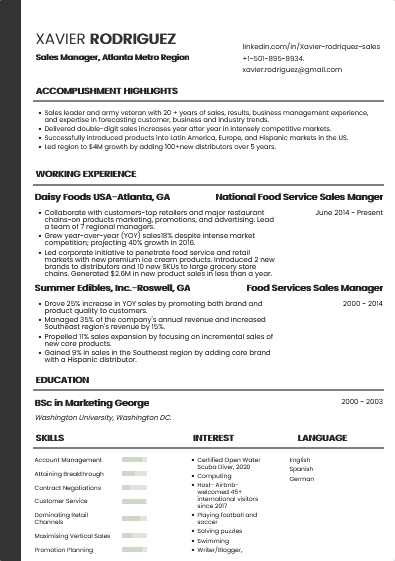 XAVIER RODRIGUEZ
Sales Manager, Atlanta Metro Region
linkedin.com/in/Xavier-rodriquez-sales
+1-501-895-8934.
xavier.rodriguez@gmail.com
ACCOMPLISHMENT HIGHLIGHTS
• Sales leader and army veteran with 20 + years of sales, results, business management experience,
and expertise in forecasting customer, business and industry trends.
• Delivered double-digit sales increases year after year in intensely competitive markets.
• Successfully introduced products into Latin America, Europe, and Hispanic markets in the US.
• Led region to $4M growth by adding 100+new distributors over 5 years.
WORKING EXPERIENCE
Daisy Foods USA-Atlanta, GA
National Food Service Sales Manger
• Collaborate with customers-top retailers and major restaurant
chains-on products marketing, promotions, and advertising. Lead
a team of 7 regional managers.
June 2014 - Present
• Grew year-over-year (YOY) sales18% despite intense market
competition; projecting 40% growth in 2016.
• Led corporate initiative to penetrate food service and retail
markets with new premium ice cream products. Introduced 2 new
brands to distributors and 10 new SKUs to large grocery store
chains. Generated $2.6M in new product sales in less than a year.
Summer Edibles, Inc.-Roswell, GA
Food Services Sales Manger
• Drove 25% increase in YOY sales by promoting both brand and
product quality to customers.
2000 - 2014
• Managed 35% of the company's annual revenue and increased
Southeast region's revenue by 15%.
• Propelled 11% sales expansion by focusing on incremental sales of
new core products.
• Gained 9% in sales in the Southeast region by adding core brand
with a Hispanic distributor.
EDUCATION
BSc in Marketing George
2000 - 2003
Washington University, Washington DC.
SKILLS
Account Management
Attaining Breakthrough
Contract Negotiations
Customer Service
Dominating Retail
Channels
Maximising Vertical Sales
Promotion Planning
INTEREST
• Certified Open Water
Scuba Diver, 2020
• Computing
• Host- Airbnb-
welcomed 45+
international visitors
since 2017
• Playing football and
soccer
• Solving puzzles
• Swimming
• Writer/Blogger,
LANGUAGE
English
Spanish
German